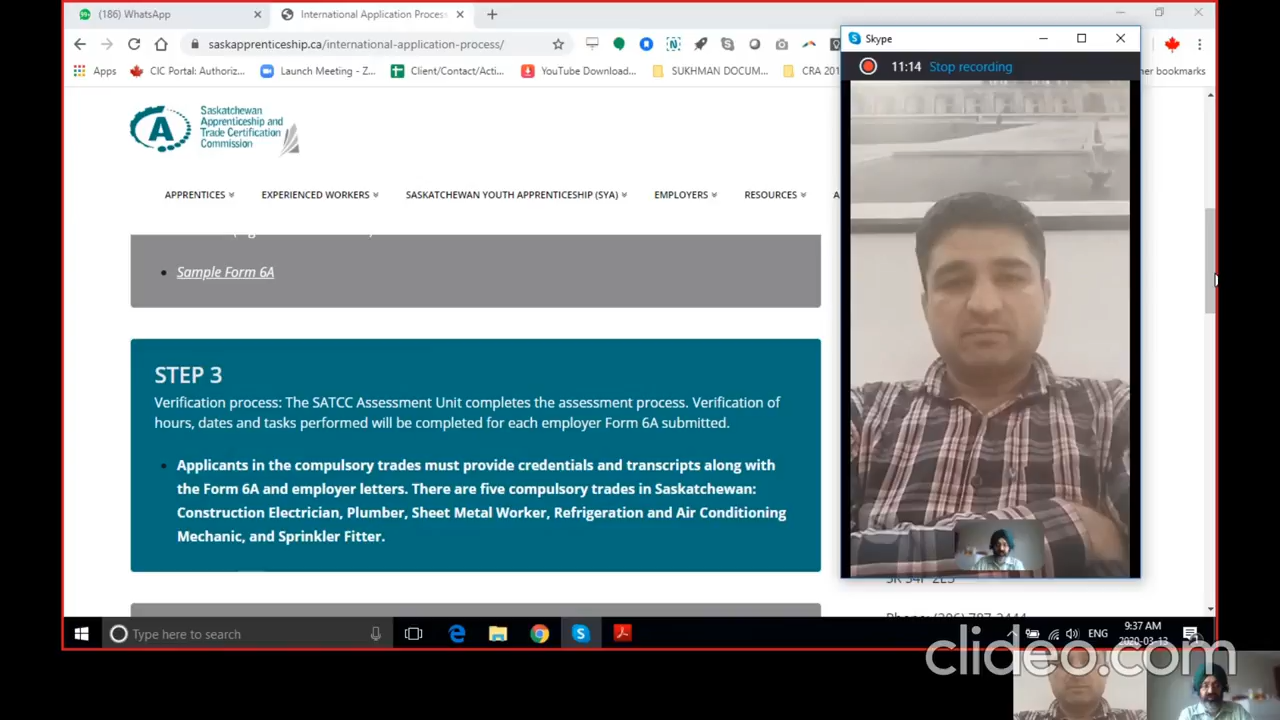 (186) WhatsApp
International Application Process
saskapprenticeship.ca/international-application-process/
Apps
CIC Portal: Authoriz...
Launch Meeting - Z...
Client/Contact/Acti...
YouTube Download...
SUKHMAN DOCUM...
CRA 201
her bookmarks
Skype
11:14 Stop recording
Saskatchewan
Apprenticeship and
Trade Certification
Commission
APPRENTICES
EXPERIENCED WORKERS
SASKATCHEWAN YOUTH APPRENTICESHIP (SYA)
EMPLOYERS
RESOURCES
A
Sample Form 6A
STEP 3
Verification process: The SATCC Assessment Unit completes the assessment process. Verification of
hours, dates and tasks performed will be completed for each employer Form 6A submitted.
Applicants in the compulsory trades must provide credentials and transcripts along with
the Form 6A and employer letters. There are five compulsory trades in Saskatchewan:
Construction Electrician, Plumber, Sheet Metal Worker, Refrigeration and Air Conditioning
Mechanic, and Sprinkler Fitter.
Type here to search
ENG
9:37 AM
2020-03-13
clideo.com